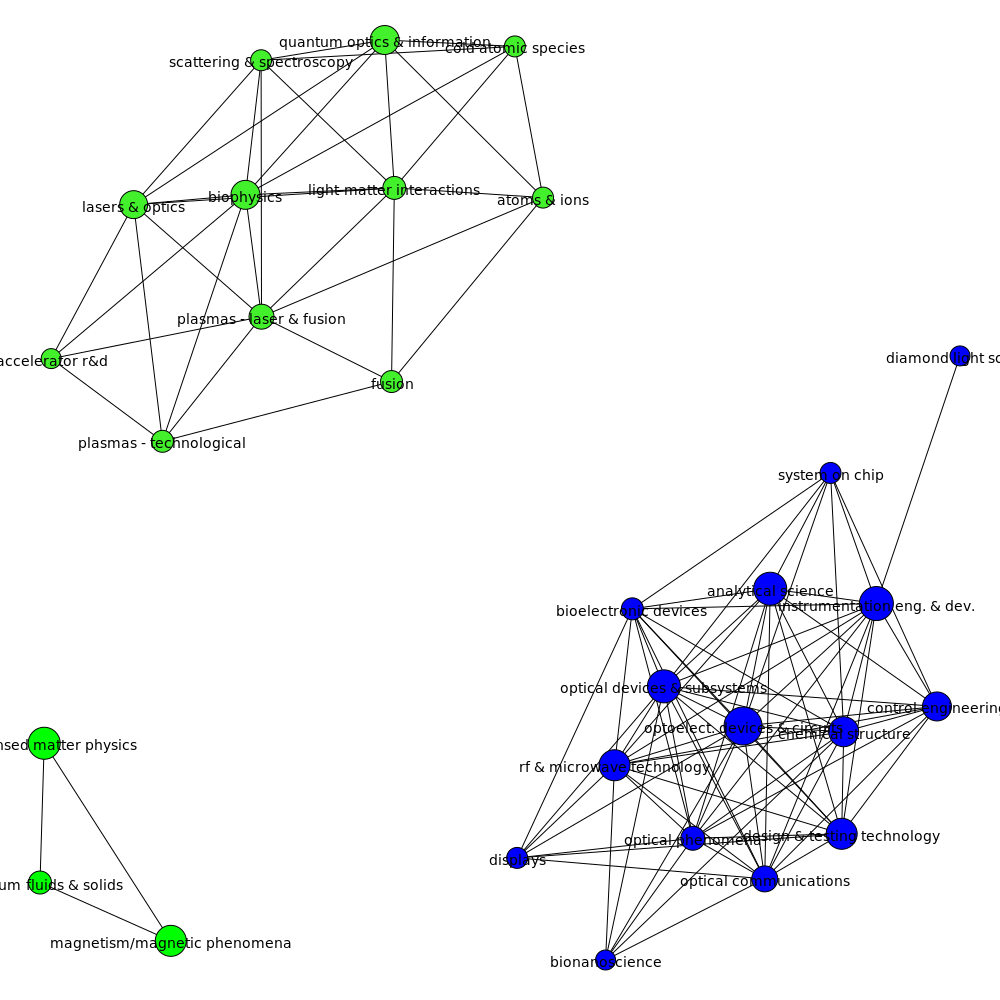 quantum optics & information
cold atomic species
scattering & spectroscopy
light-matter interactions
biophysics
atoms & ions
lasers & optics
plasmas - laser & fusion
accelerator r&d
fusion
plasmas - technological
diamond light so
system on chip
analytical science
instrumentation eng. & dev.
bioelectronic devices
optical devices & subsystems
control engineering
optoelect. devices & circuits
chemical structure
nsed matter physics
rf & microwave technology
optical phenomena
design & testing technology
displays
optical communications
um fluids & solids
magnetism/magnetic phenomena
bionanoscience